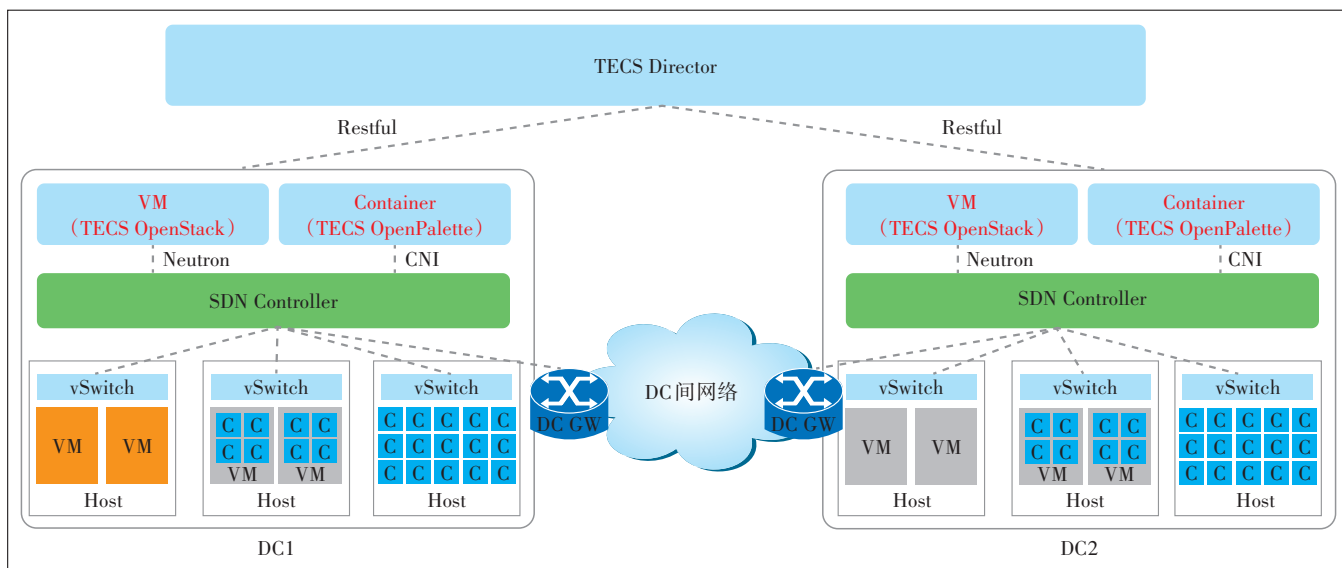 TECS Director
Restful
Restful
VM
(TECS OpenStack)
Container
(TECS OpenPalette)
Neutron
CNI
SDN Controller
vSwitch
vSwitch
vSwitch
VM
VM
C C
C C
C C
C C
VM
VM
C C C C C
C C C C C
C C C C C
Host
Host
Host
DC1
DC GW
DC间网络
DC GW
VM
(TECS OpenStack)
Container
(TECS OpenPalette)
Neutron
CNI
SDN Controller
vSwitch
vSwitch
vSwitch
VM
VM
C C
C C
C C
C C
VM
VM
C C C C C
C C C C C
C C C C C
Host
Host
Host
DC2